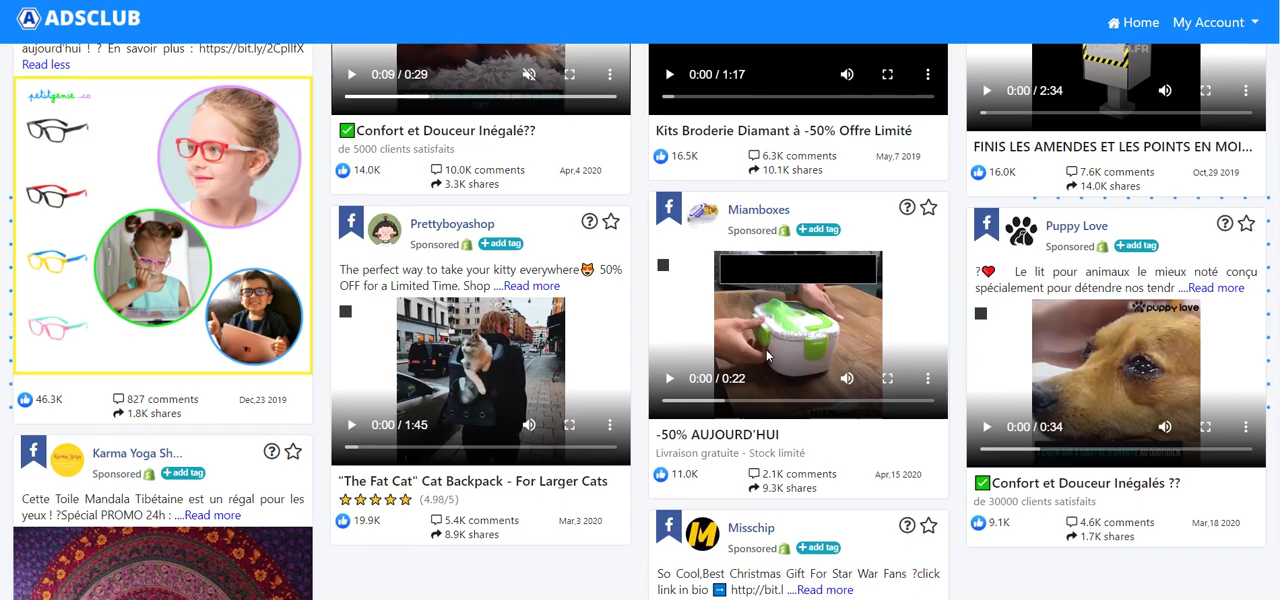 ADSCLUB
Home
My Account
aujourd'hui ! ? En savoir plus : https://bit.ly/2CpIlfX
Read less
petitgenie.co
46.3K
827 comments
1.8K shares
Dec,23 2019
Karma Yoga Sh...
Sponsored
add tag
Cette Toile Mandala Tibétaine est un régal pour les
yeux ! ?Spécial PROMO 24h : ....Read more
0:09 / 0:29
✅Confort et Douceur Inégalé??
de 5000 clients satisfaits
14.0K
10.0K comments
3.3K shares
Apr,4 2020
Prettyboyashop
Sponsored
add tag
The perfect way to take your kitty everywhere😼 50%
OFF for a Limited Time. Shop ....Read more
0:00 / 1:45
"The Fat Cat" Cat Backpack - For Larger Cats
(4.98/5)
19.9K
5.4K comments
8.9K shares
Mar,3 2020
0:00 / 1:17
Kits Broderie Diamant à -50% Offre Limité
16.5K
6.3K comments
10.1K shares
May,7 2019
Miamboxes
Sponsored
add tag
0:00 / 0:22
-50% AUJOURD'HUI
Livraison gratuite - Stock limité
11.0K
2.1K comments
9.3K shares
Apr,15 2020
Misschip
Sponsored
add tag
So Cool,Best Christmas Gift For Star War Fans ?click
link in bio ➡ http://bit.l ....Read more
0:00 / 2:34
FINIS LES AMENDES ET LES POINTS EN MOI...
16.0K
7.6K comments
14.0K shares
Oct,29 2019
Puppy Love
Sponsored
add tag
?❤ Le lit pour animaux le mieux noté conçu
spécialement pour détendre nos tendr ....Read more
puppy love
0:00 / 0:34
✅Confort et Douceur Inégalés ??
de 30000 clients satisfaits
9.1K
4.6K comments
1.7K shares
Mar,18 2020